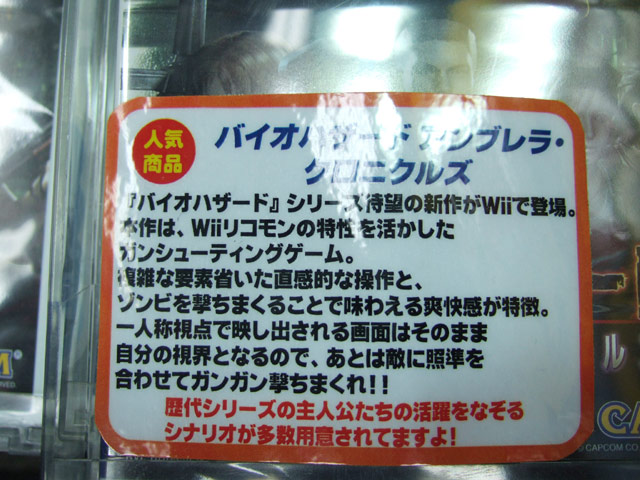 人気
商品
バイオハザード アンブレラ・
クロニクルズ
『バイオハザード』シリーズ待望の新作がWiiで登場。
本作は、Wiiリコモンの特性を活かした
ガンシューティングゲーム。
複雑な要素省いた直感的な操作と、
ゾンビを撃ちまくることで味わえる爽快感が特徴。
一人称視点で映し出される画面はそのまま
自分の視界となるので、あとは敵に照準を
合わせてガンガン撃ちまくれ!!
歴代シリーズの主人公たちの活躍をなぞる
シナリオが多数用意されてますよ!
ル
CA
© CAPCOM CO